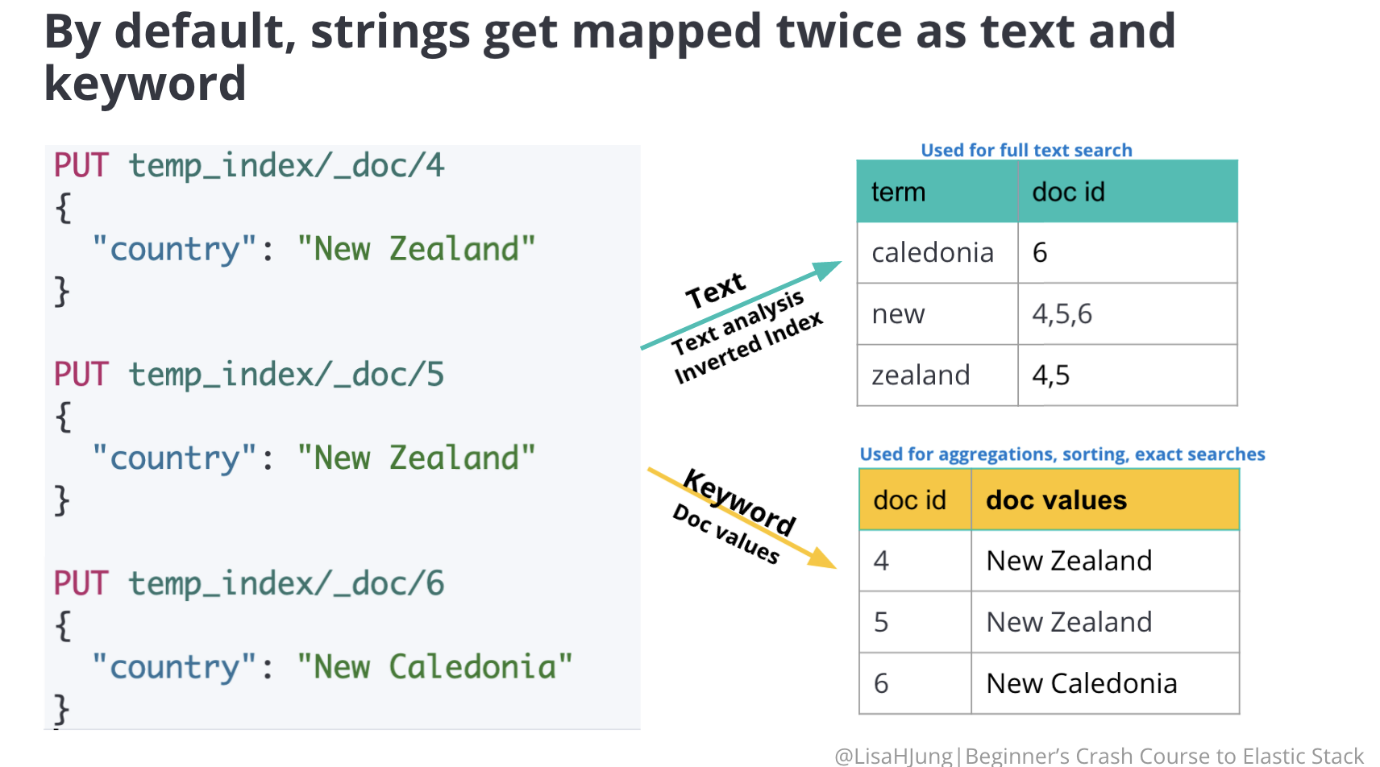 By default, strings get mapped twice as text and
keyword
PUT temp_index/_doc/4
{
  "country": "New Zealand"
}
PUT temp_index/_doc/5
{
  "country": "New Zealand"
}
PUT temp_index/_doc/6
{
  "country": "New Caledonia"
}
Text
Text analysis
Inverted Index
Keyword
Doc values
Used for full text search
term doc id
caledonia 6
new 4,5,6
zealand 4,5
Used for aggregations, sorting, exact searches
doc id doc values
4 New Zealand
5 New Zealand
6 New Caledonia
@LisaHJung|Beginner's Crash Course to Elastic Stack